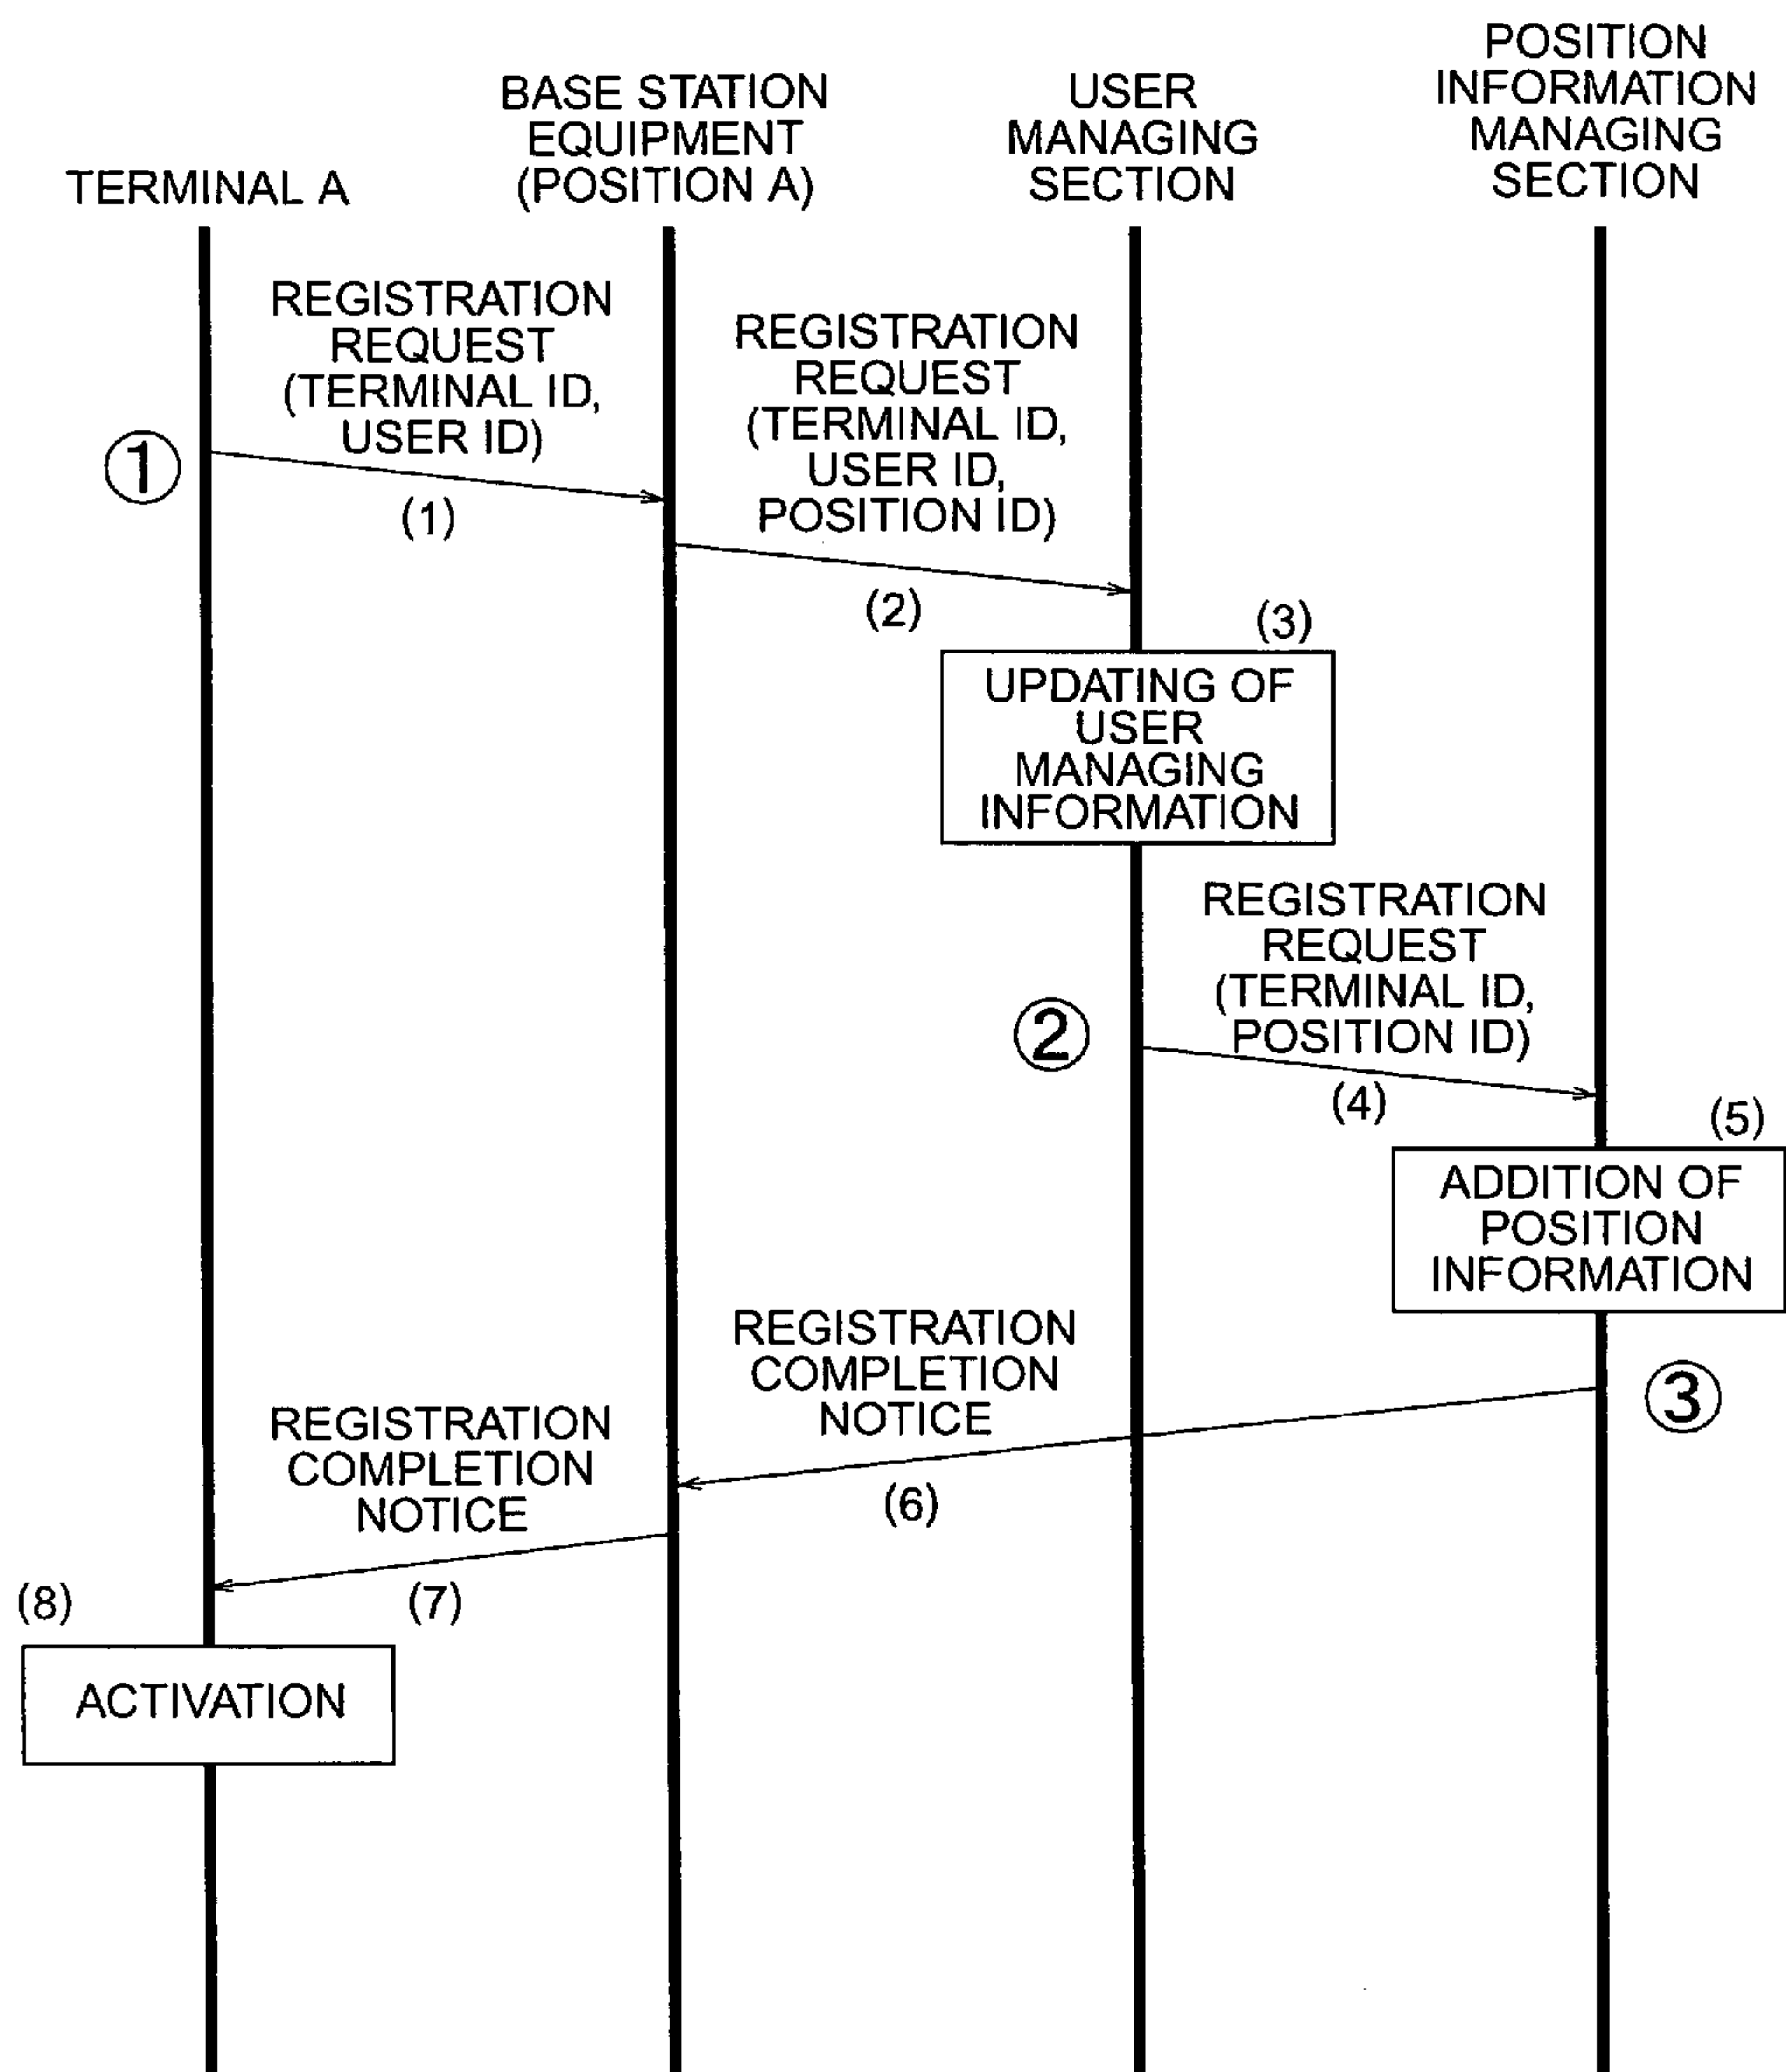 TERMINAL A
BASE STATION
EQUIPMENT
(POSITION A)
USER
MANAGING
SECTION
POSITION
INFORMATION
MANAGING
SECTION
REGISTRATION
REQUEST
(TERMINAL ID,
USER ID)
①
(1)
REGISTRATION
REQUEST
(TERMINAL ID,
USER ID,
POSITION ID)
(2)
(3)
UPDATING OF
USER
MANAGING
INFORMATION
REGISTRATION
REQUEST
(TERMINAL ID,
POSITION ID)
②
(4)
(5)
ADDITION OF
POSITION
INFORMATION
③
REGISTRATION
COMPLETION
NOTICE
(6)
REGISTRATION
COMPLETION
NOTICE
(7)
(8)
ACTIVATION